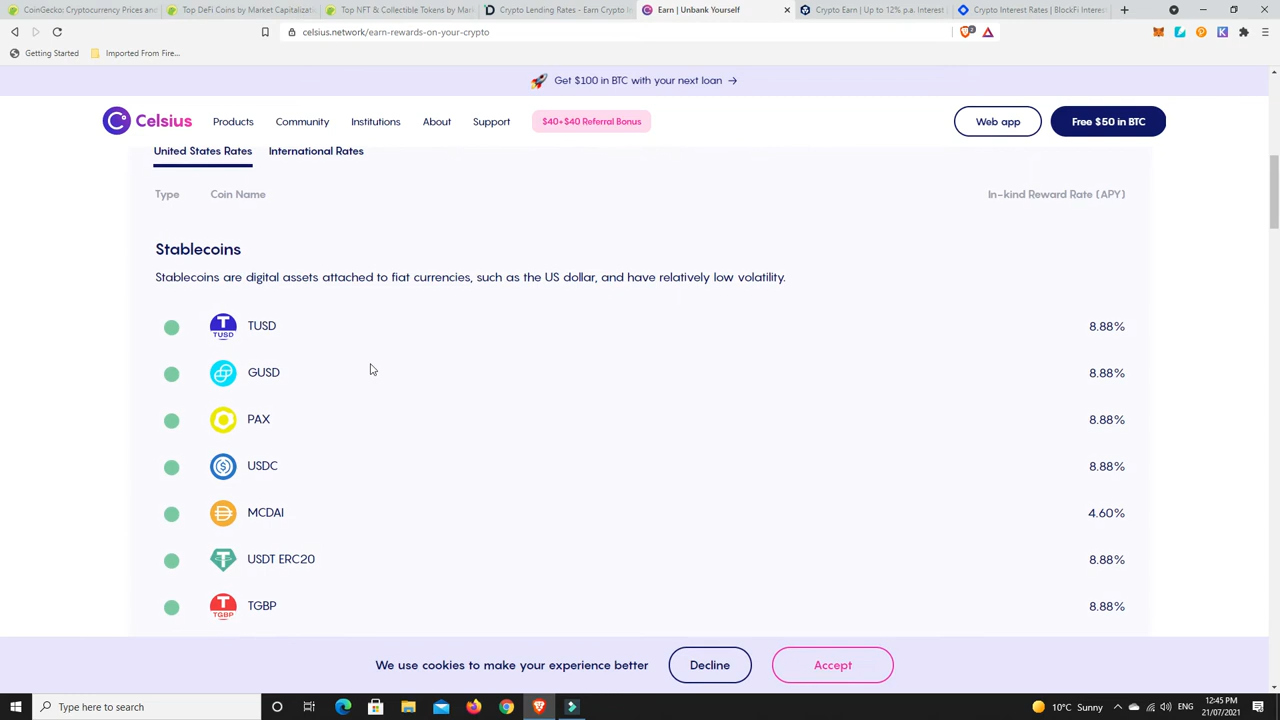 CoinGecko: Cryptocurrency Prices and
Top DeFi Coins by Market Capitalizat
Top NFT & Collectible Tokens by Mark
Crypto Lending Rates - Earn Crypto In
Earn | Unbank Yourself
Crypto Earn | Up to 12% p.a. Interest
Crypto Interest Rates | BlockFi Interest
celsius.network/earn-rewards-on-your-crypto
Getting Started
Imported From Fire...
Get $100 in BTC with your next loan →
Celsius
Products
Community
Institutions
About
Support
$40+$40 Referral Bonus
Web app
Free $50 in BTC
United States Rates
International Rates
Type
Coin Name
In-kind Reward Rate (APY)
Stablecoins
Stablecoins are digital assets attached to fiat currencies, such as the US dollar, and have relatively low volatility.
TUSD
TUSD
8.88%
GUSD
8.88%
PAX
8.88%
USDC
8.88%
MCDAI
4.60%
USDT ERC20
8.88%
TGBP
TGBP
8.88%
We use cookies to make your experience better
Decline
Accept
Type here to search
10°C Sunny
ENG
12:45 PM
21/07/2021